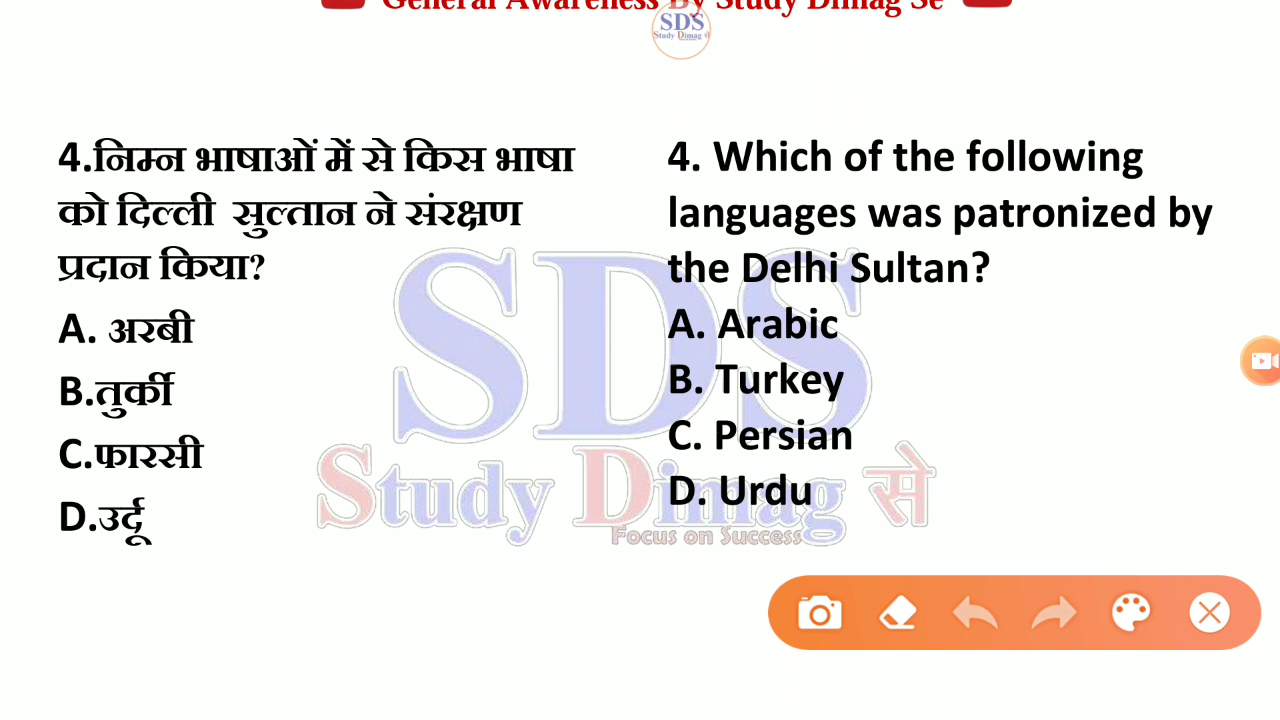 General Awareness By Study Dimag Se
SDS
Study Dimag से
4.निम्न भाषाओं में से किस भाषा
को दिल्ली सुल्तान ने संरक्षण
प्रदान किया?
A. अरबी
B.तुर्की
C.फारसी
D.उर्दू
4. Which of the following
languages was patronized by
the Delhi Sultan?
A. Arabic
B. Turkey
C. Persian
D. Urdu
SDS
Study Dimag से
Focus on Success